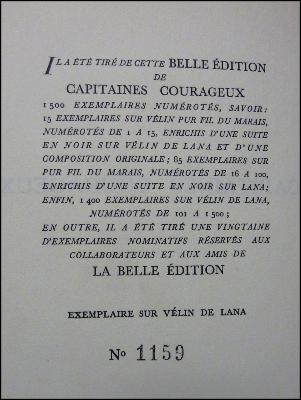 IL A ÉTÉ TIRÉ DE CETTE BELLE ÉDITION
DE
CAPITAINES COURAGEUX
1 500 EXEMPLAIRES NUMÉROTÉS, SAVOIR:
15 EXEMPLAIRES SUR VÉLIN PUR FIL DU MARAIS,
NUMÉROTÉS DE 1 A 15, ENRICHIS D'UNE SUITE
EN NOIR SUR VÉLIN DE LANA ET D'UNE
COMPOSITION ORIGINALE; 85 EXEMPLAIRES SUR
PUR FIL DU MARAIS, NUMÉROTÉS DE 16 A 100,
ENRICHIS D'UNE SUITE EN NOIR SUR LANA;
ENFIN, 1 400 EXEMPLAIRES SUR VÉLIN DE LANA,
NUMÉROTÉS DE 101 A 1 500;
EN OUTRE, IL A ÉTÉ TIRÉ UNE VINGTAINE
D'EXEMPLAIRES NOMINATIFS RÉSERVÉS AUX
COLLABORATEURS ET AUX AMIS DE
LA BELLE ÉDITION
EXEMPLAIRE SUR VÉLIN DE LANA
No 1159